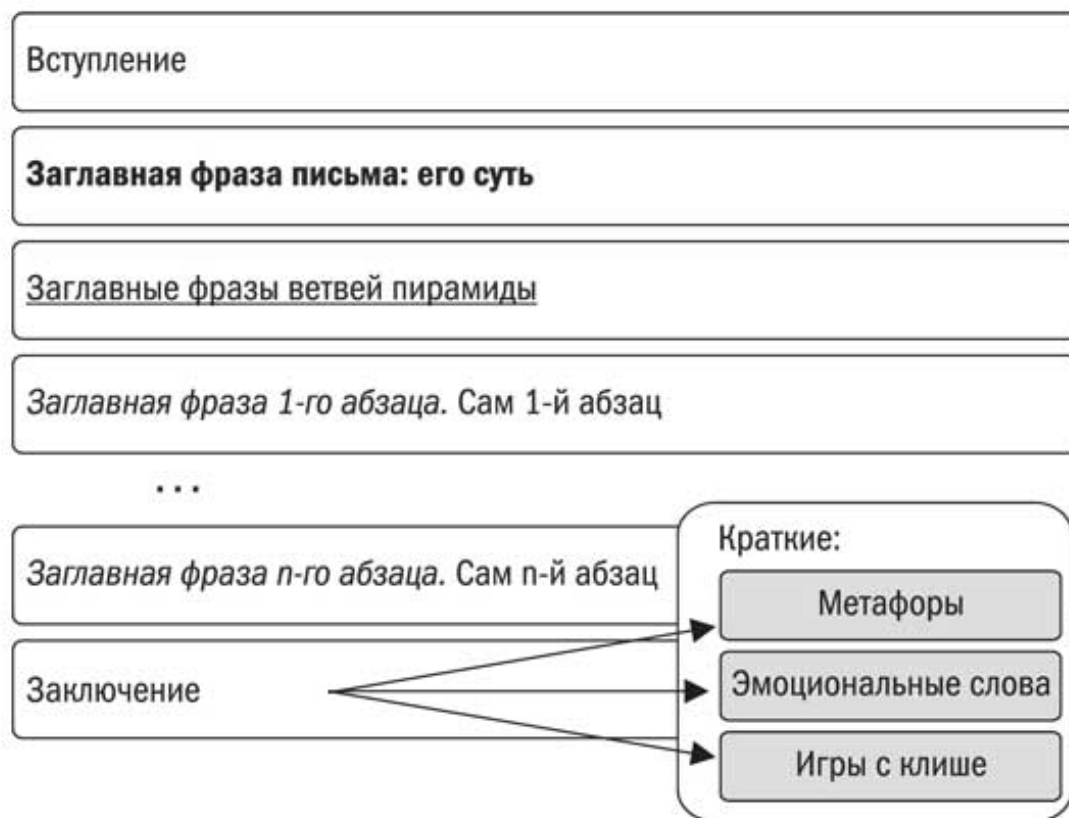 Вступление
Заглавная фраза письма: его суть
Заглавные фразы ветвей пирамиды
Заглавная фраза 1-го абзаца. Сам 1-й абзац
...
Заглавная фраза n-го абзаца. Сам n-й абзац
Заключение
Краткие:
Метафоры
Эмоциональные слова
Игры с клише